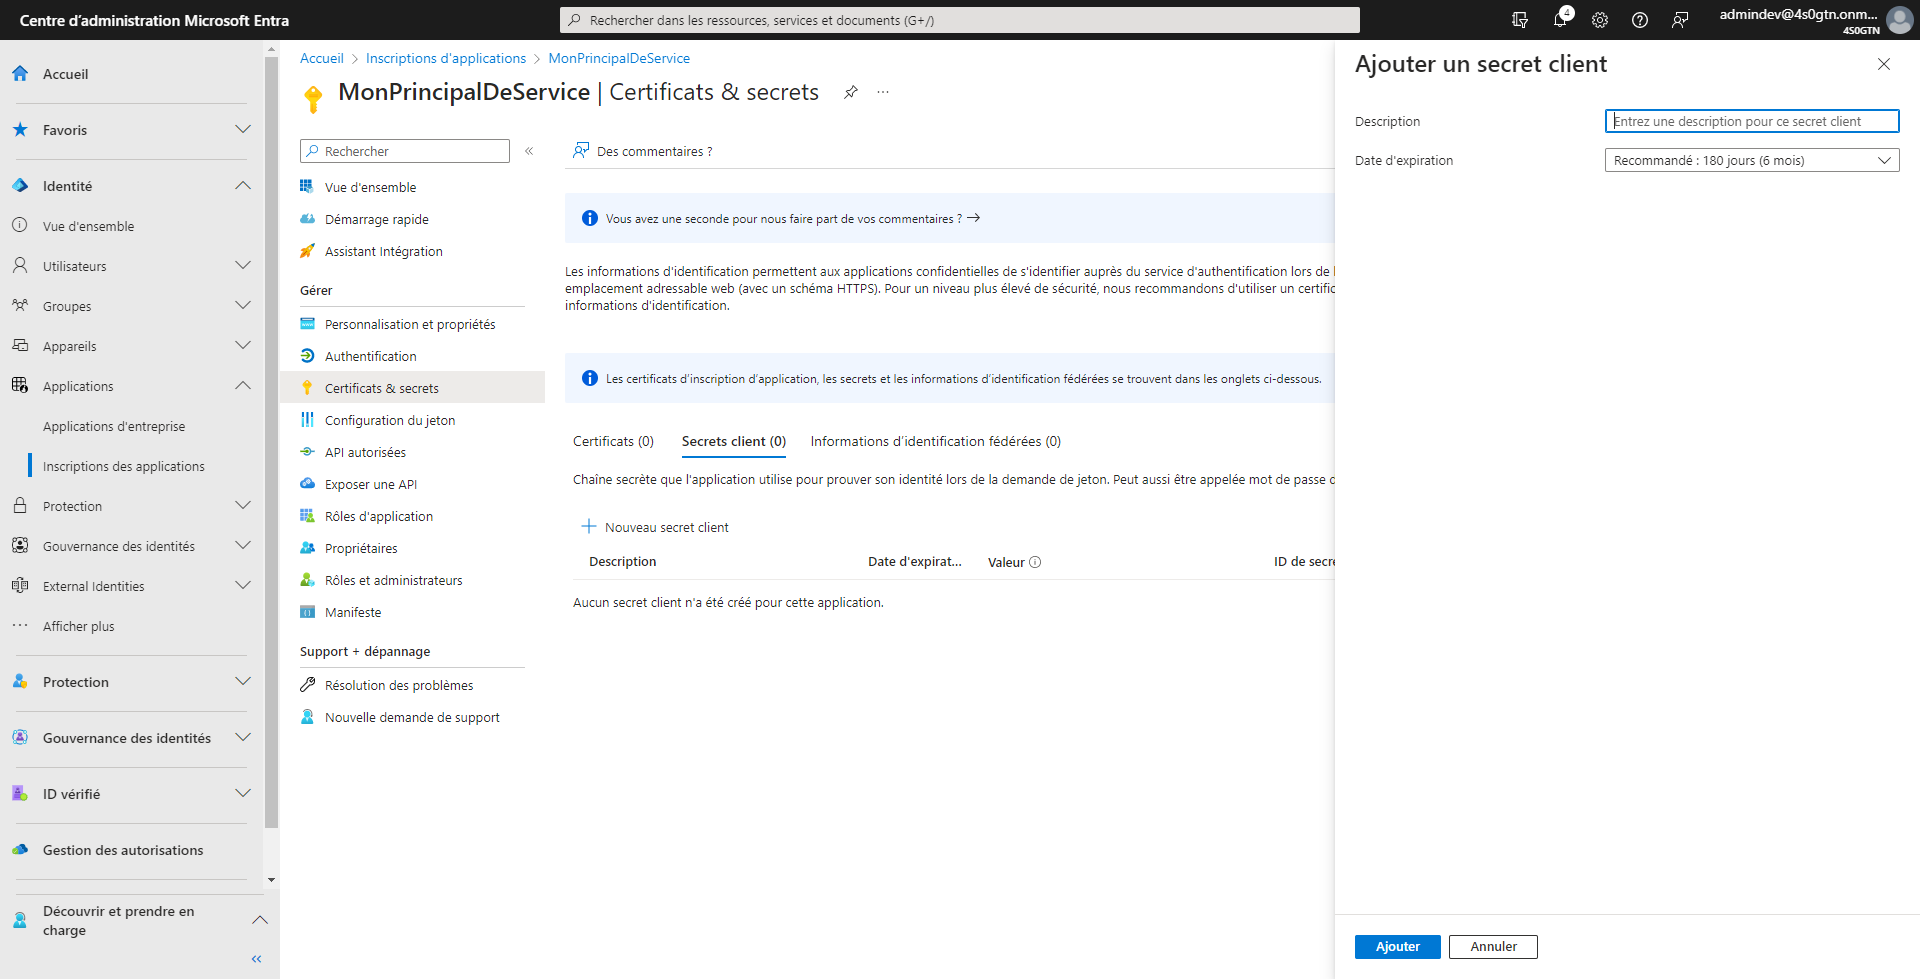 Centre d’administration Microsoft Entra
Rechercher dans les ressources, services et documents (G+/)
4
admindev@4s0gtn.onm...
4S0GTN
Accueil
Favoris
Identité
Vue d'ensemble
Utilisateurs
Groupes
Appareils
Applications
Applications d'entreprise
Inscriptions des applications
Protection
Gouvernance des identités
External Identities
Afficher plus
Protection
Gouvernance des identités
ID vérifié
Gestion des autorisations
Découvrir et prendre en
charge
Accueil > Inscriptions d'applications > MonPrincipalDeService
MonPrincipalDeService | Certificats & secrets
Rechercher
Vue d'ensemble
Démarrage rapide
Assistant Intégration
Gérer
Personnalisation et propriétés
Authentification
Certificats & secrets
Configuration du jeton
API autorisées
Exposer une API
Rôles d'application
Propriétaires
Rôles et administrateurs
Manifeste
Support + dépannage
Résolution des problèmes
Nouvelle demande de support
Des commentaires ?
Vous avez une seconde pour nous faire part de vos commentaires ? →
Les informations d'identification permettent aux applications confidentielles de s'identifier auprès du service d'authentification lors de
emplacement adressable web (avec un schéma HTTPS). Pour un niveau plus élevé de sécurité, nous recommandons d'utiliser un certific
informations d'identification.
Les certificats d’inscription d’application, les secrets et les informations d’identification fédérées se trouvent dans les onglets ci-dessous.
Certificats (0)
Secrets client (0)
Informations d’identification fédérées (0)
Chaîne secrète que l'application utilise pour prouver son identité lors de la demande de jeton. Peut aussi être appelée mot de passe d
Nouveau secret client
Description
Date d'expirat...
Valeur
ID de secre
Aucun secret client n'a été créé pour cette application.
Ajouter un secret client
Description
Entrez une description pour ce secret client
Date d'expiration
Recommandé : 180 jours (6 mois)
Ajouter
Annuler